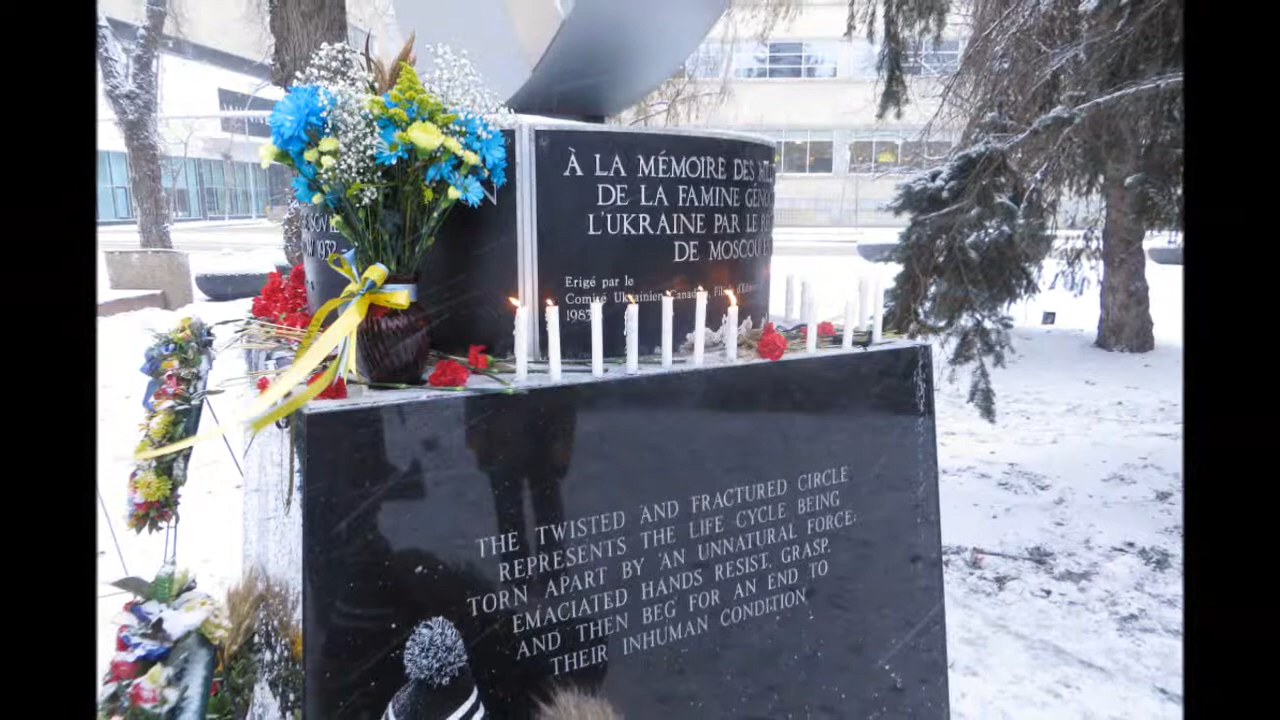 À LA MÉMOIRE DES
DE LA FAMINE
L'UKRAINE PAR LE
DE MOSCOU
Erigé par le
Comité Ukrainien
1983
1932
THE TWISTED AND FRACTURED CIRCLE
REPRESENTS THE LIFE CYCLE BEING
TORN APART BY AN UNNATURAL FORCE;
EMACIATED HANDS RESIST, GRASP,
AND THEN BEG FOR AN END TO
THEIR INHUMAN CONDITION